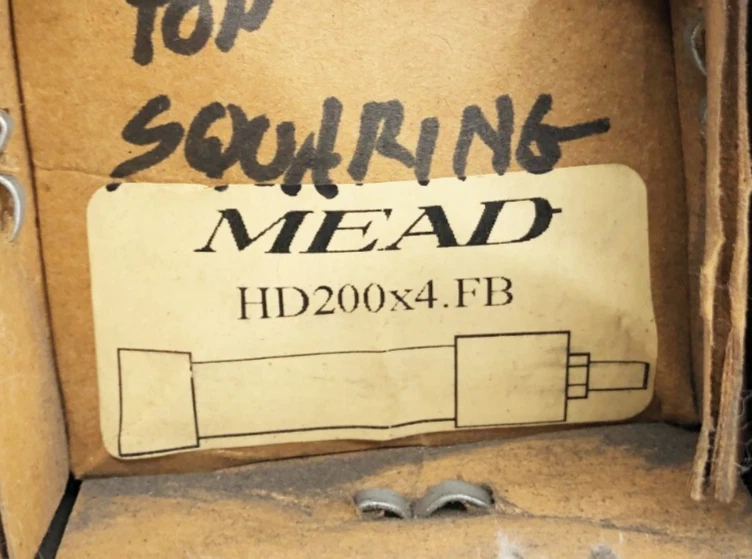 TOP
SQUARING
MEAD
HD200x4.FB